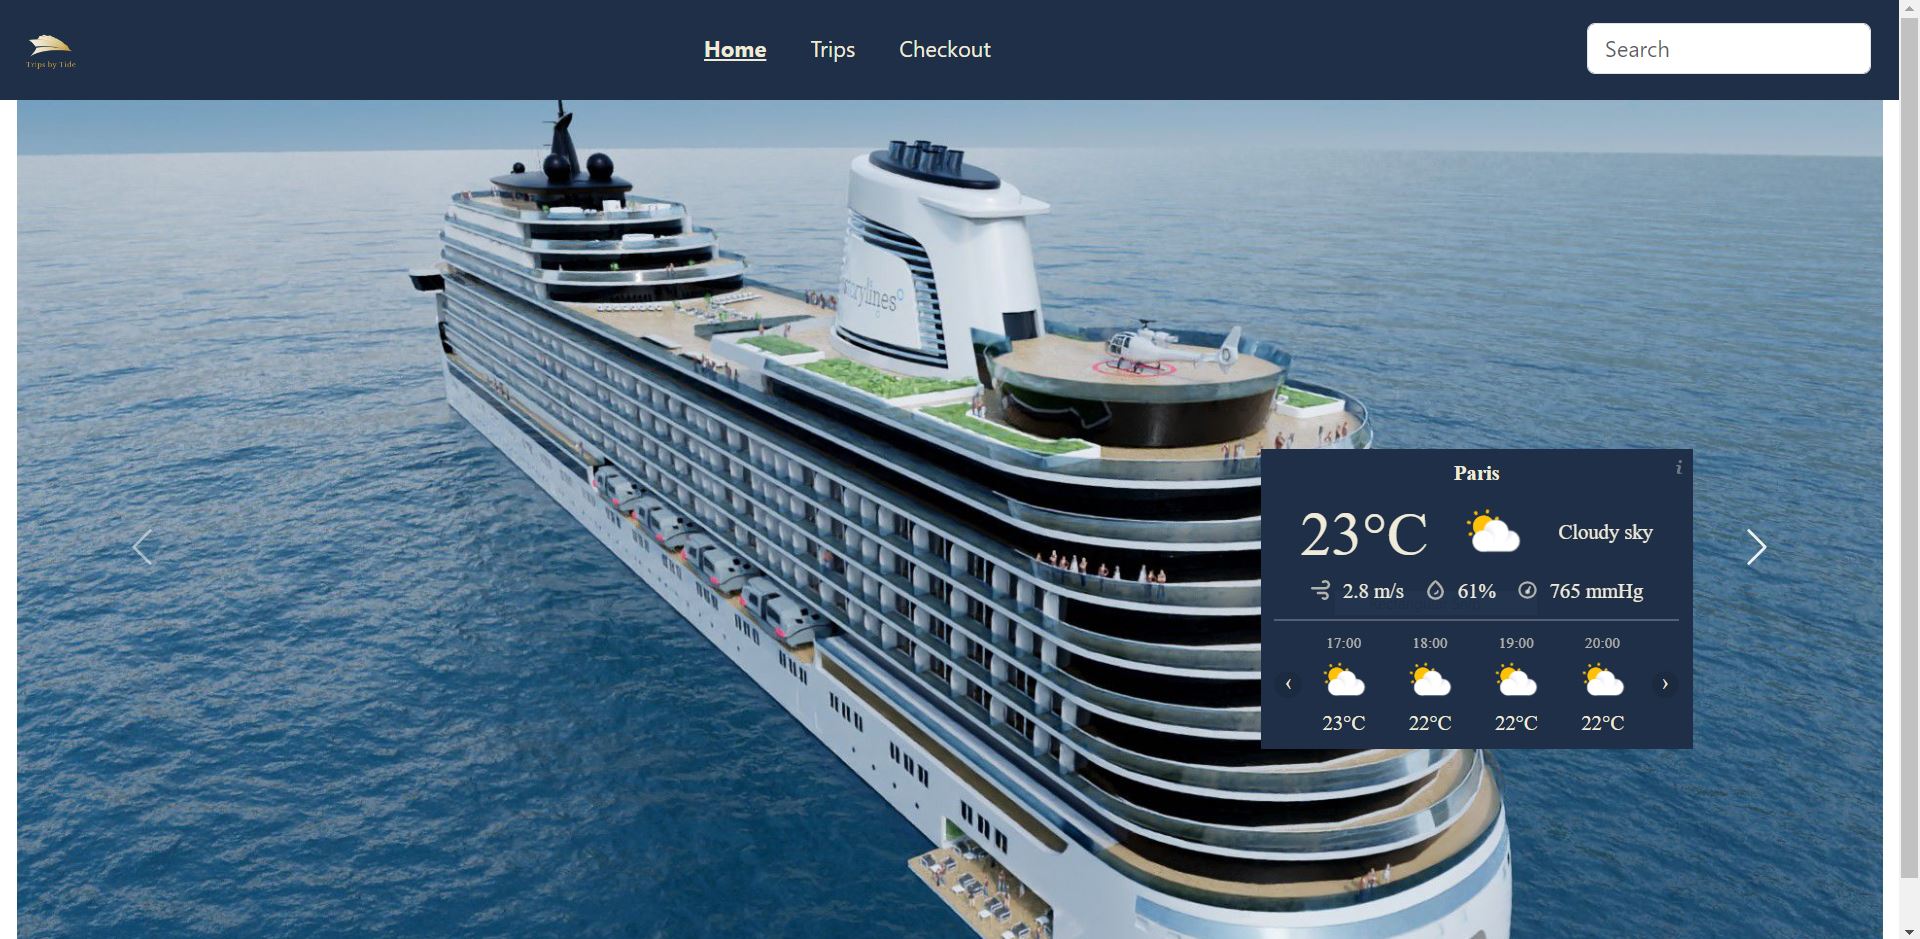 Trips by Tide
Home Trips Checkout
Search
storylines
Paris
23°C Cloudy sky
2.8 m/s 61% 765 mmHg
17:00 18:00 19:00 20:00
23°C 22°C 22°C 22°C